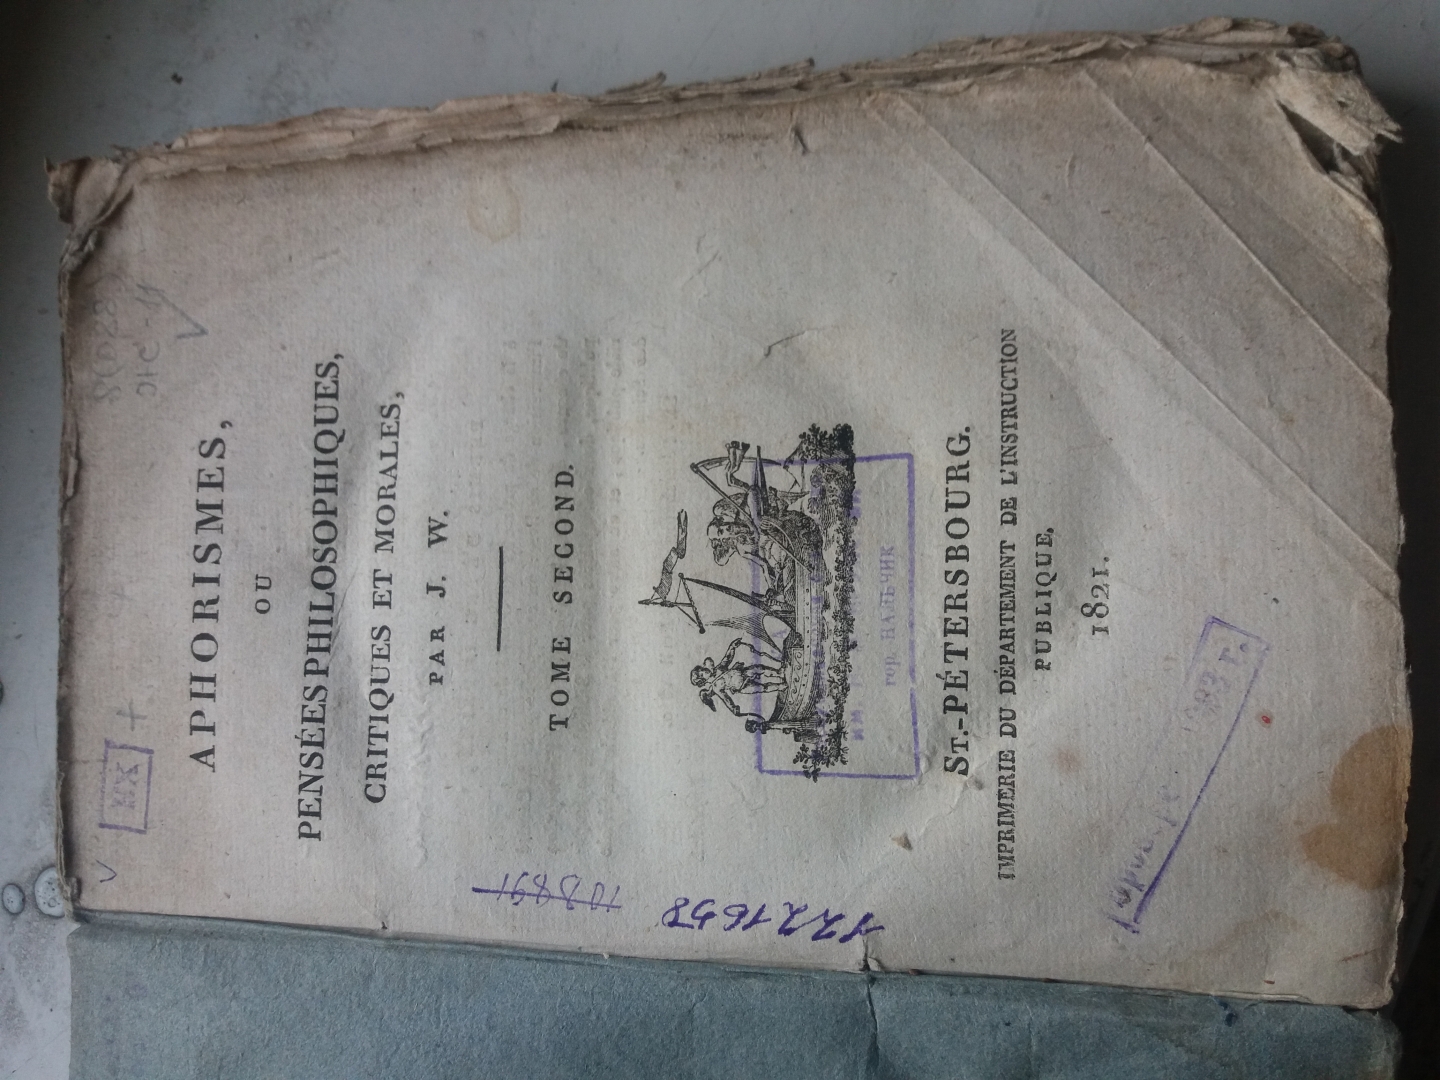 APHORISMES,
OU
PENSÉES PHILOSOPHIQUES,
CRITIQUES ET MORALES,
PAR J. W.
TOME SECOND.
гор. НАЛЬЧИК
ST.-PÉTERSBOURG.
IMPRIMERIE DU DÉPARTEMENT DE L'INSTRUCTION
PUBLIQUE.
1821.
1221658